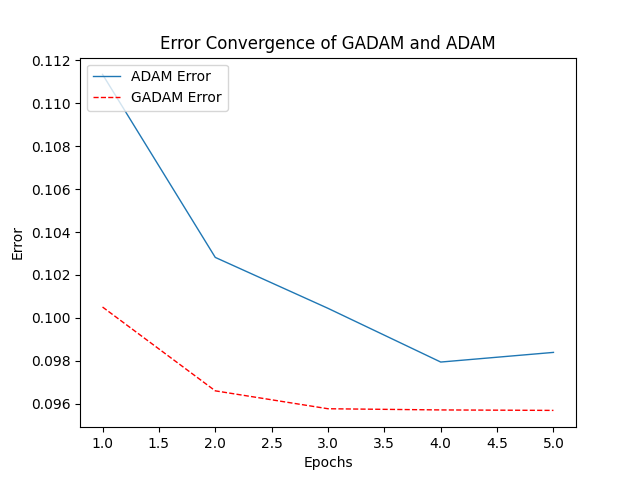 Error Convergence of GADAM and ADAM
ADAM Error
GADAM Error
Error
0.112
0.110
0.108
0.106
0.104
0.102
0.100
0.098
0.096
1.0 1.5 2.0 2.5 3.0 3.5 4.0 4.5 5.0
Epochs